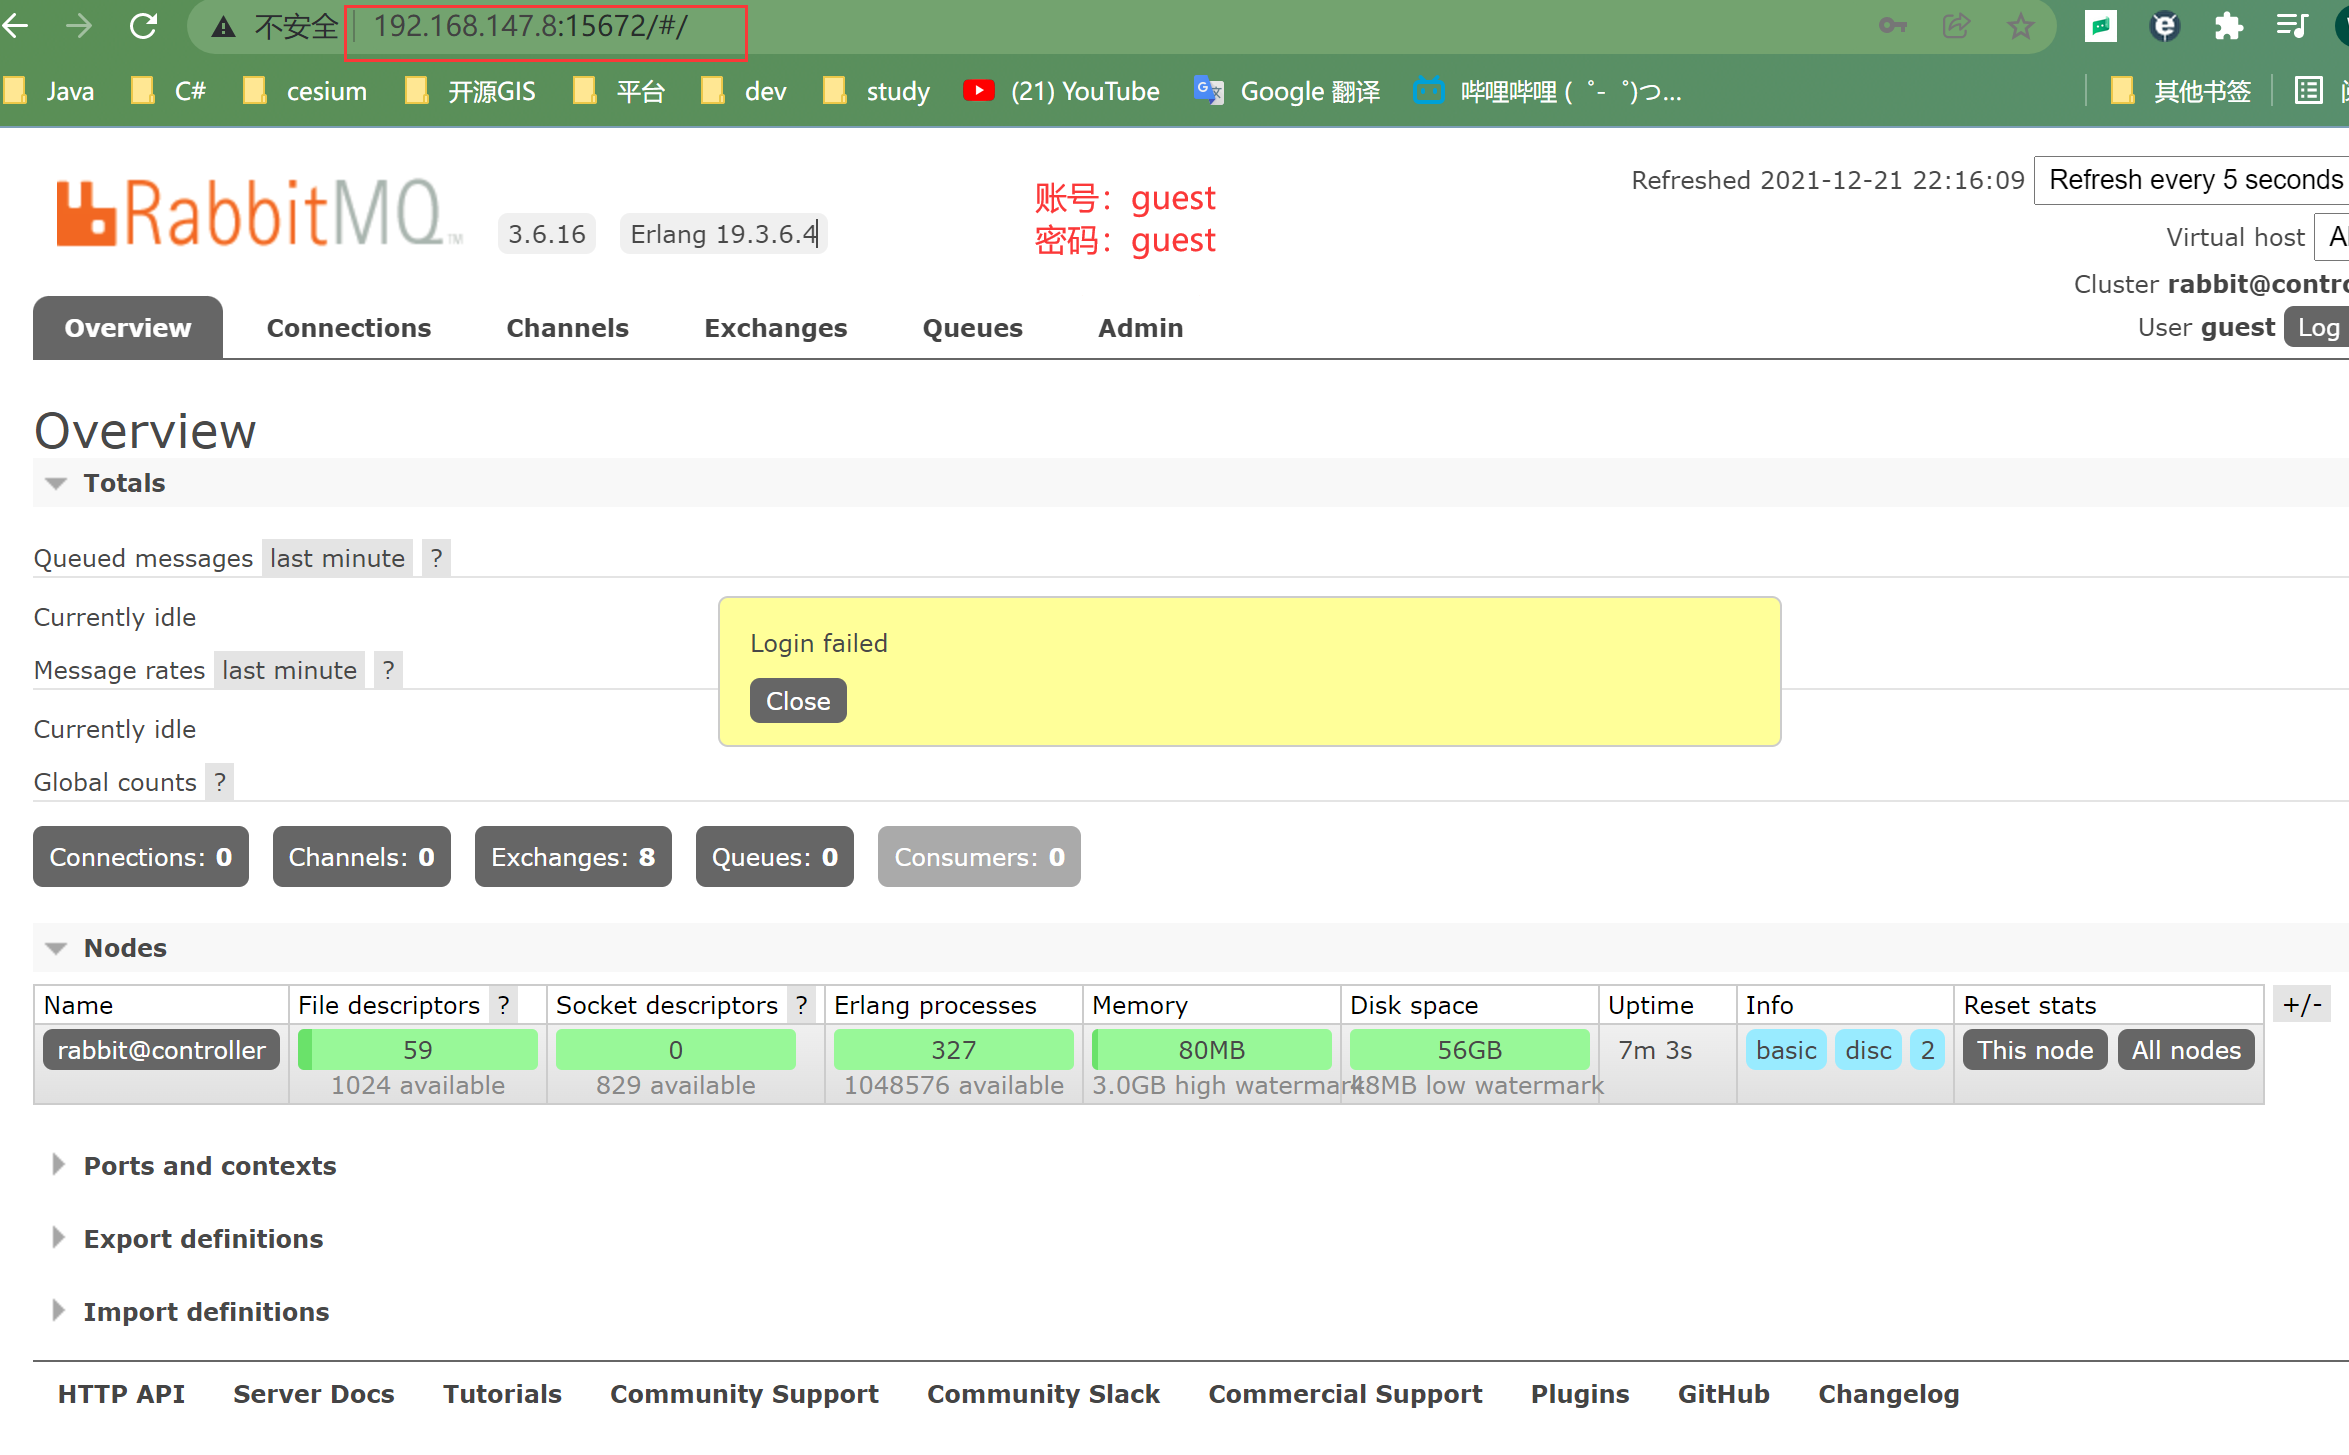 不安全 192.168.147.8:15672/#/
Java C# cesium 开源GIS 平台 dev study (21) YouTube Google 翻译 哔哩哔哩 (゜-゜)つ... 其他书签
RabbitMQ™ 3.6.16 Erlang 19.3.6.4
账号：guest
密码：guest
Refreshed 2021-12-21 22:16:09 Refresh every 5 seconds
Virtual host
Cluster rabbit@contro
User guest Log
Overview Connections Channels Exchanges Queues Admin
Overview
Totals
Queued messages last minute ?
Currently idle
Message rates last minute ?
Currently idle
Login failed
Close
Global counts ?
Connections: 0 Channels: 0 Exchanges: 8 Queues: 0 Consumers: 0
Nodes
Name File descriptors ? Socket descriptors ? Erlang processes Memory Disk space Uptime Info Reset stats +/-
rabbit@controller 59 0 327 80MB 56GB 7m 3s basic disc 2 This node All nodes
1024 available 829 available 1048576 available 3.0GB high watermark 48MB low watermark
Ports and contexts
Export definitions
Import definitions
HTTP API Server Docs Tutorials Community Support Community Slack Commercial Support Plugins GitHub Changelog